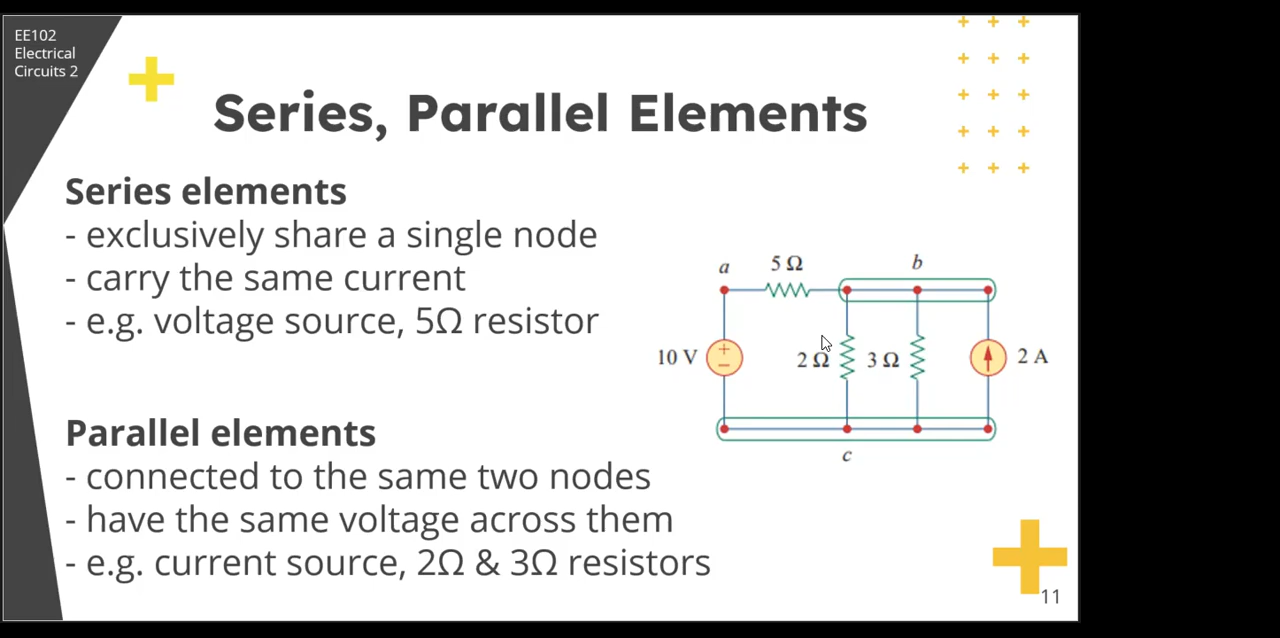 EE102
Electrical
Circuits 2
Series, Parallel Elements
Series elements
- exclusively share a single node
- carry the same current
- e.g. voltage source, 5Ω resistor
Parallel elements
- connected to the same two nodes
- have the same voltage across them
- e.g. current source, 2Ω & 3Ω resistors
a
5 Ω
b
10 V
+
−
2 Ω
3 Ω
2 A
c
11